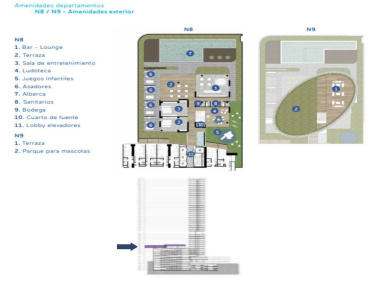 Amenidades departamentos
N8 / N9 – Amenidades exterior
N8
N9
N8
1. Bar – Lounge
2. Terraza
3. Sala de entretenimiento
4. Ludoteca
5. Juegos infantiles
6. Asadores
7. Alberca
8. Sanitarios
9. Bodega
10. Cuarto de fuente
11. Lobby elevadores
N9
1. Terraza
2. Parque para mascotas